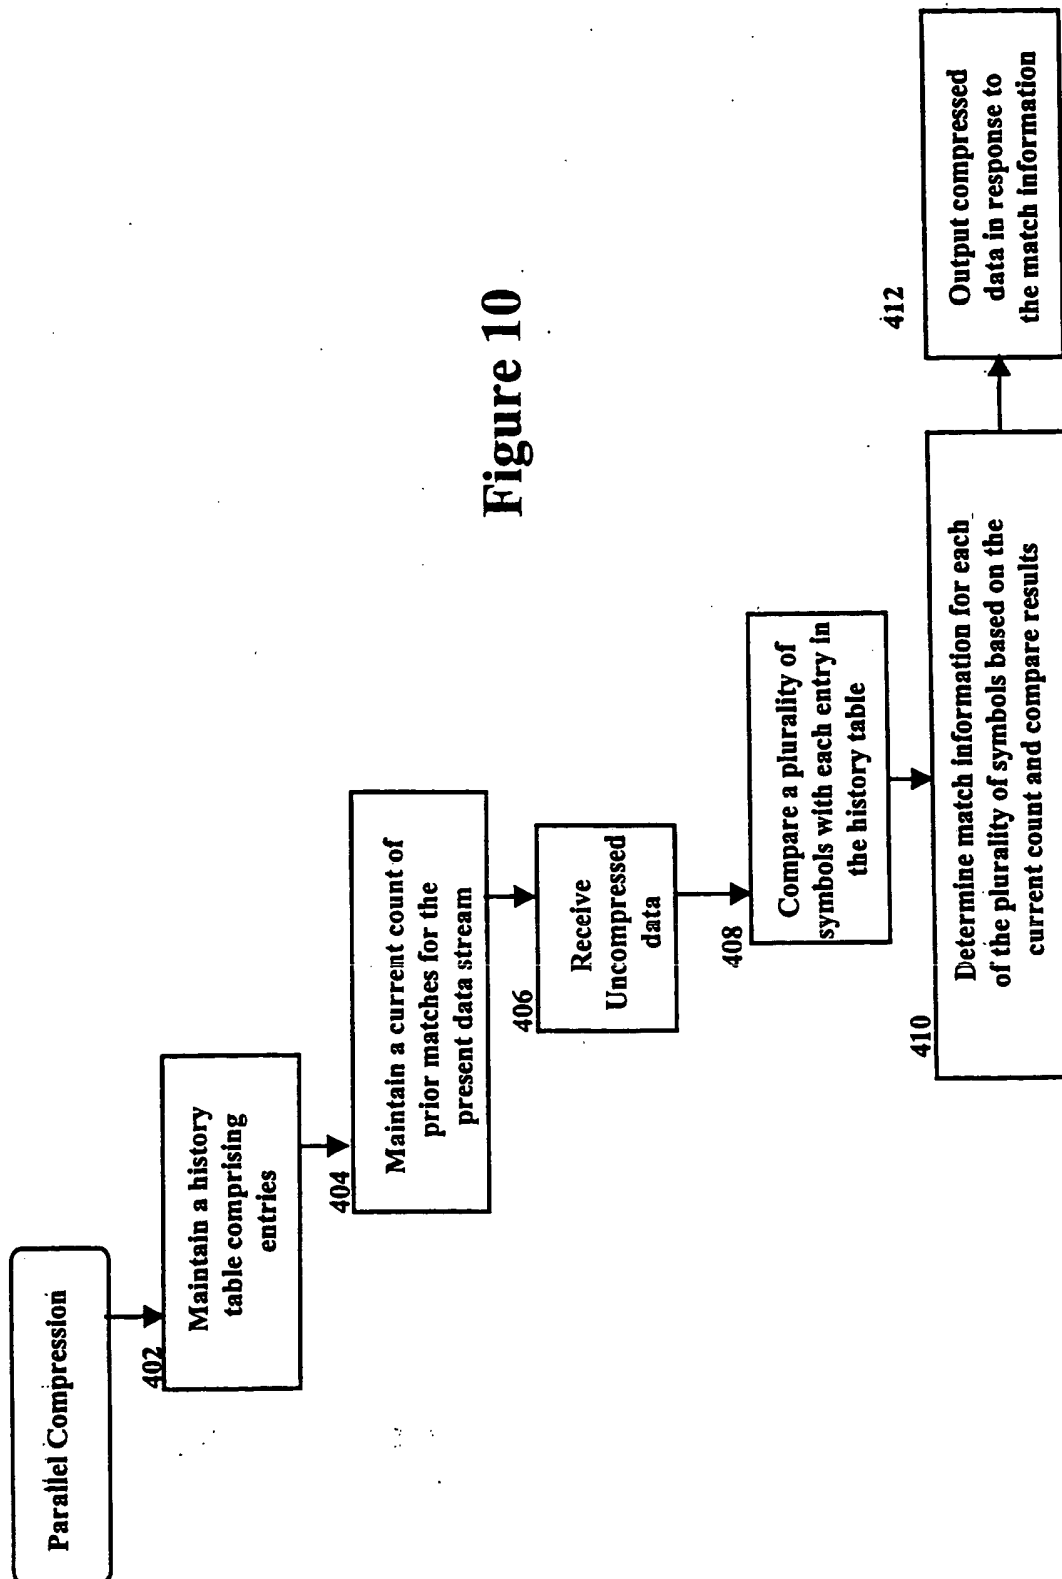 Parallel Compression
402
Maintain a history
table comprising
entries
404
Maintain a current count of
prior matches for the
present data stream
406
Receive
Uncompressed
data
408
Compare a plurality of
symbols with each entry in
the history table
410
Determine match information for each
of the plurality of symbols based on the
current count and compare results
412
Output compressed
data in response to
the match information
Figure 10